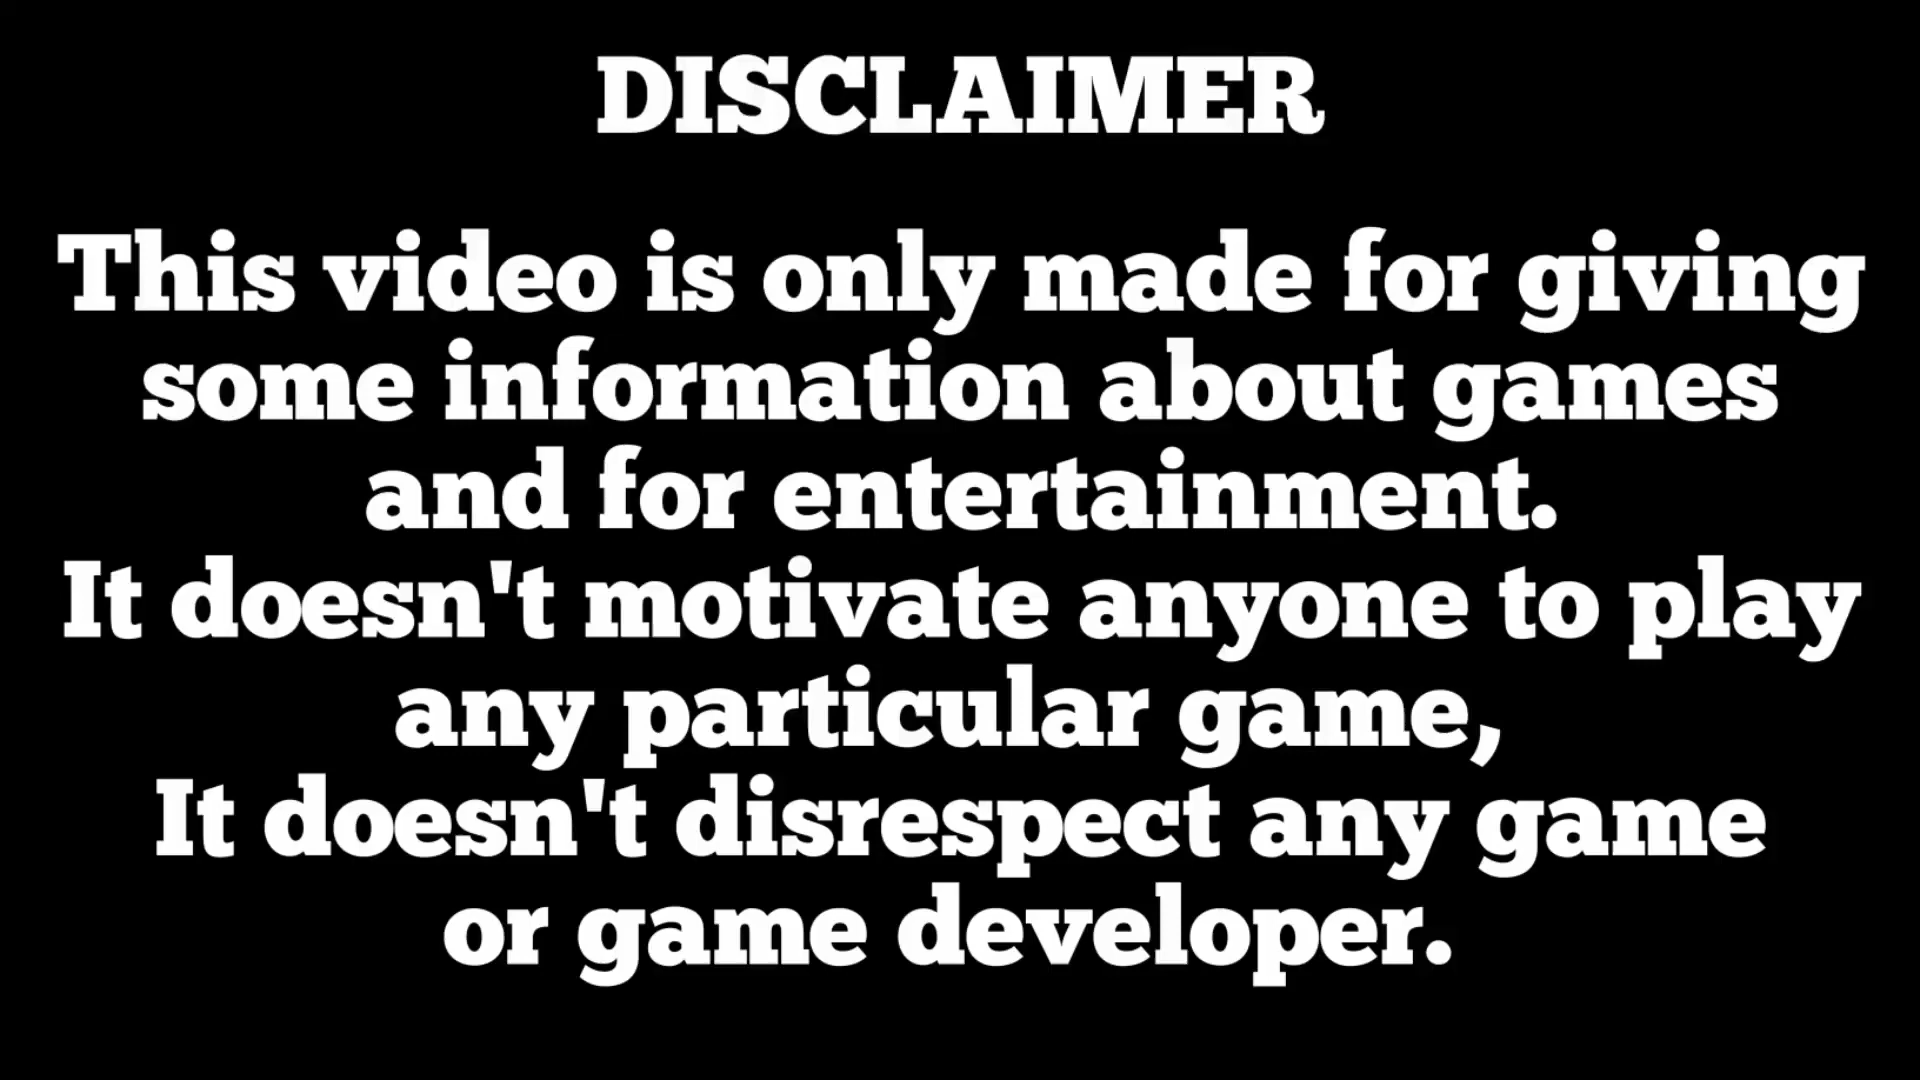 DISCLAIMER
This video is only made for giving
some information about games
and for entertainment.
It doesn't motivate anyone to play
any particular game,
It doesn't disrespect any game
or game developer.